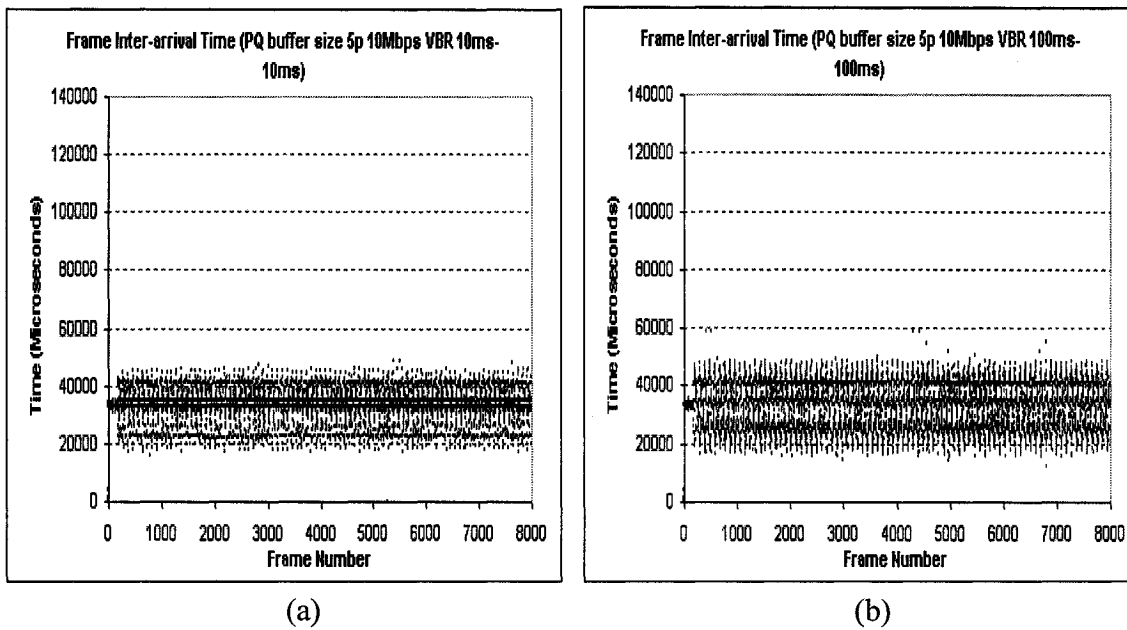 Frame Inter-arrival Time (PQ buffer size 5p 10Mbps VBR 10ms-
10ms)
140000
120000
100000
80000
60000
40000
20000
0
Time (Microseconds)
0 1000 2000 3000 4000 5000 6000 7000 8000
Frame Number
(a)
Frame Inter-arrival Time (PQ buffer size 5p 10Mbps VBR 100ms-
100ms)
140000
120000
100000
80000
60000
40000
20000
0
Time (Microseconds)
0 1000 2000 3000 4000 5000 6000 7000 8000
Frame Number
(b)